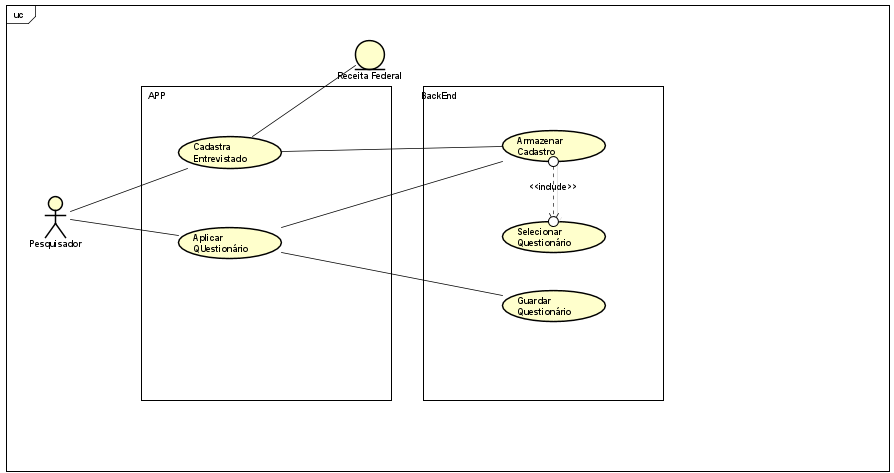 uc
Receita Federal
APP
BackEnd
Cadastra
Entrevistado
Armazenar
Cadastro
<<include>>
Pesquisador
Aplicar
QUestionário
Selecionar
Questionário
Guardar
Questionário